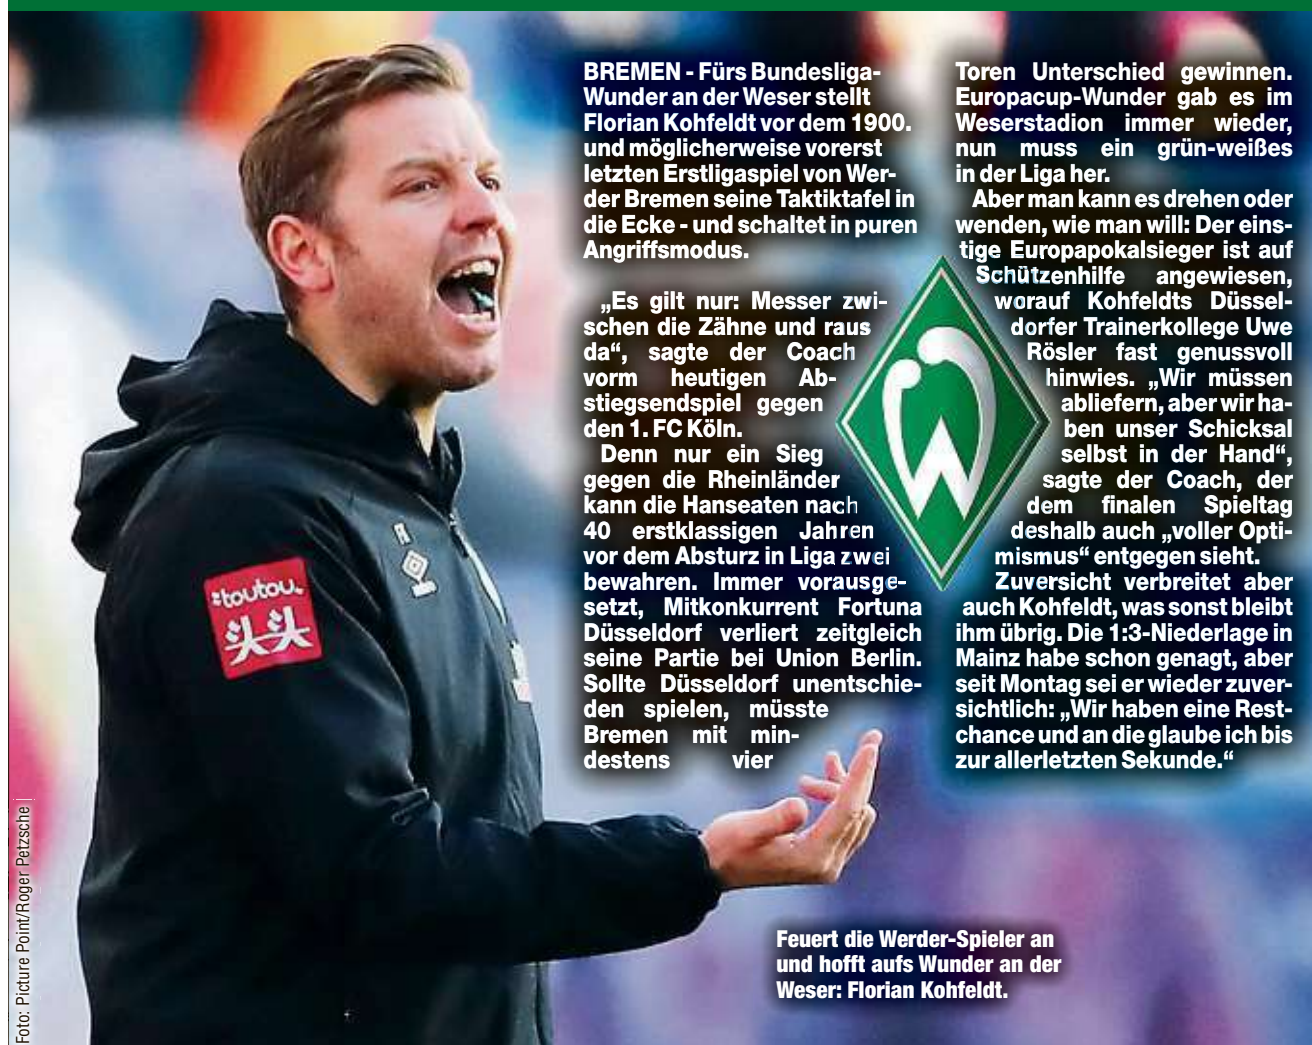 BREMEN - Fürs Bundesliga-
Wunder an der Weser stellt
Florian Kohfeldt vor dem 1900.
und möglicherweise vorerst
letzten Erstligaspiel von Wer-
der Bremen seine Taktiktafel in
die Ecke - und schaltet in puren
Angriffsmodus.
„Es gilt nur: Messer zwi-
schen die Zähne und raus
da“, sagte der Coach
vorm heutigen Ab-
stiegsendspiel gegen
den 1. FC Köln.
Denn nur ein Sieg
gegen die Rheinländer
kann die Hanseaten nach
40 erstklassigen Jahren
vor dem Absturz in Liga zwei
bewahren. Immer vorausge-
setzt, Mitkonkurrent Fortuna
Düsseldorf verliert zeitgleich
seine Partie bei Union Berlin.
Sollte Düsseldorf unentschie-
den spielen, müsste
Bremen mit min-
destens vier
Toren Unterschied gewinnen.
Europacup-Wunder gab es im
Weserstadion immer wieder,
nun muss ein grün-weißes
in der Liga her.
Aber man kann es drehen oder
wenden, wie man will: Der eins-
tige Europapokalsieger ist auf
Schützenhilfe angewiesen,
worauf Kohfeldts Düssel-
dorfer Trainerkollege Uwe
Rösler fast genussvoll
hinwies. „Wir müssen
abliefern, aber wir ha-
ben unser Schicksal
selbst in der Hand“,
sagte der Coach, der
dem finalen Spieltag
deshalb auch „voller Opti-
mismus“ entgegen sieht.
Zuversicht verbreitet aber
auch Kohfeldt, was sonst bleibt
ihm übrig. Die 1:3-Niederlage in
Mainz habe schon genagt, aber
seit Montag sei er wieder zuver-
sichtlich: „Wir haben eine Rest-
chance und an die glaube ich bis
zur allerletzten Sekunde.“
W
toutou
头头
Feuert die Werder-Spieler an
und hofft aufs Wunder an der
Weser: Florian Kohfeldt.
Foto: Picture Point/Roger Petzsche